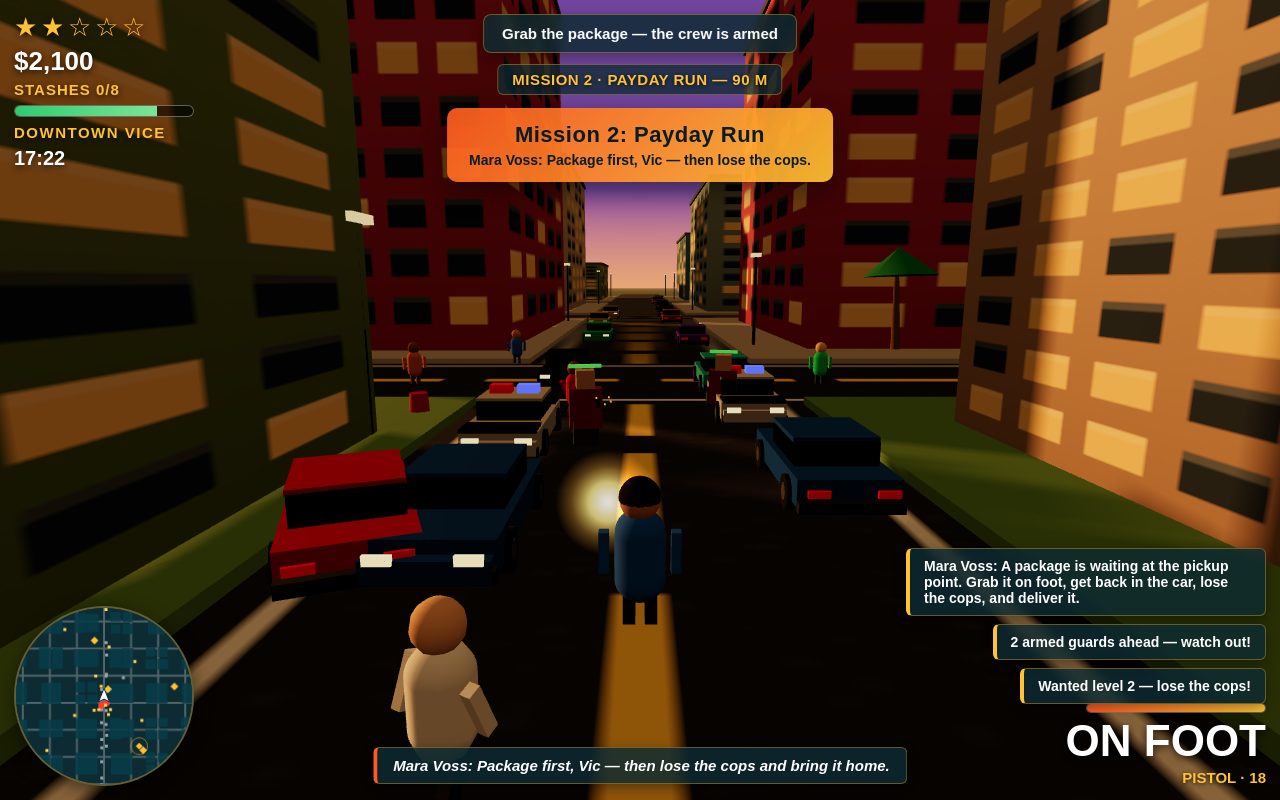 ★★☆☆☆
$2,100
STASHES 0/8
DOWNTOWN VICE
17:22
Grab the package — the crew is armed
MISSION 2 · PAYDAY RUN — 90 M
Mission 2: Payday Run
Mara Voss: Package first, Vic — then lose the cops.
Mara Voss: A package is waiting at the pickup
point. Grab it on foot, get back in the car, lose
the cops, and deliver it.
2 armed guards ahead — watch out!
Wanted level 2 — lose the cops!
ON FOOT
PISTOL · 18
Mara Voss: Package first, Vic — then lose the cops and bring it home.